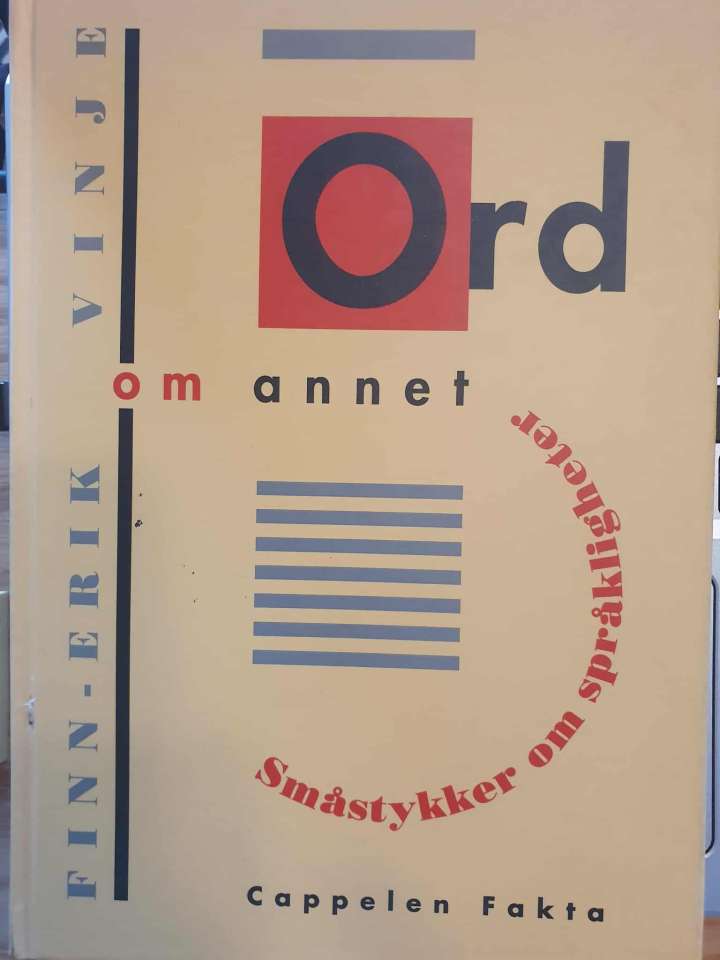 FINN-ERIK VINJE
Ord
om annet
Småstykker om språkligheter
Cappelen Fakta